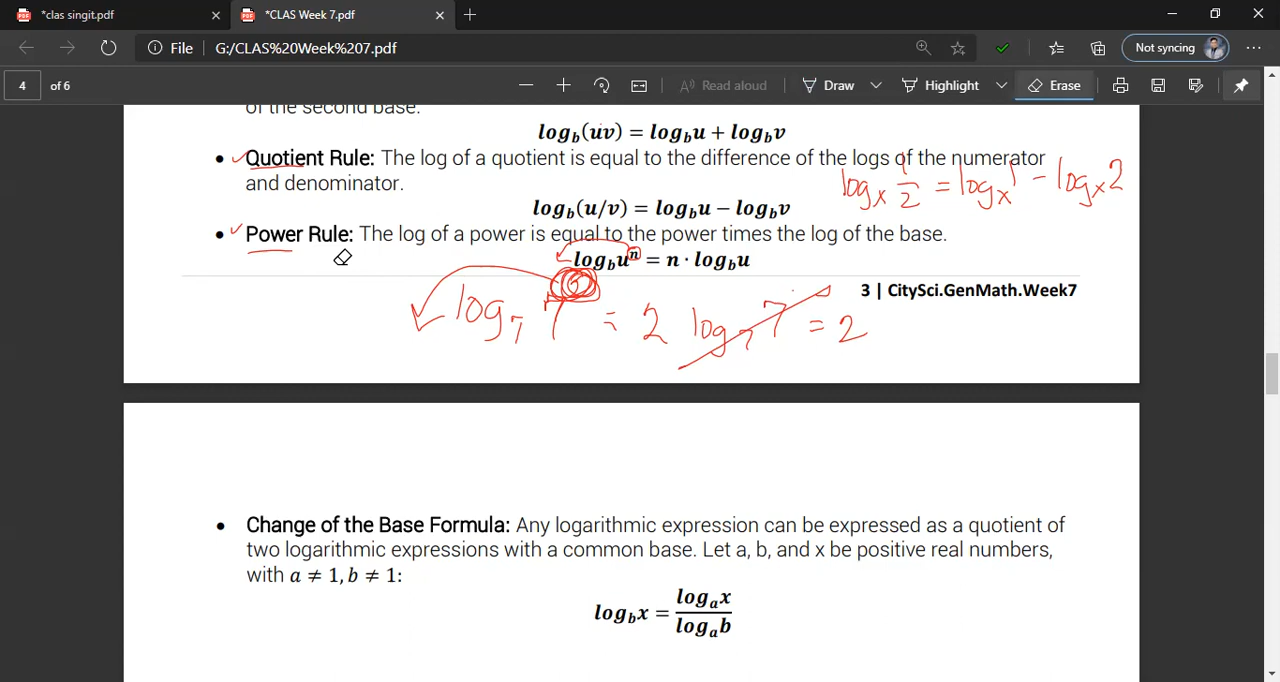 *clas singit.pdf
*CLAS Week 7.pdf
File G:/CLAS%20Week%207.pdf Not syncing
4 of 6 Read aloud Draw Highlight Erase
of the second base.
log_b(uv) = log_b u + log_b v
• Quotient Rule: The log of a quotient is equal to the difference of the logs of the numerator
and denominator.
log_x 1/2 = log_x 1 - log_x 2
log_b(u/v) = log_b u − log_b v
• Power Rule: The log of a power is equal to the power times the log of the base.
log_b u^n = n · log_b u
3 | CitySci.GenMath.Week7
log_7 7^2 = 2 log_7 7 = 2
• Change of the Base Formula: Any logarithmic expression can be expressed as a quotient of
two logarithmic expressions with a common base. Let a, b, and x be positive real numbers,
with a ≠ 1, b ≠ 1:
log_b x = log_a x / log_a b